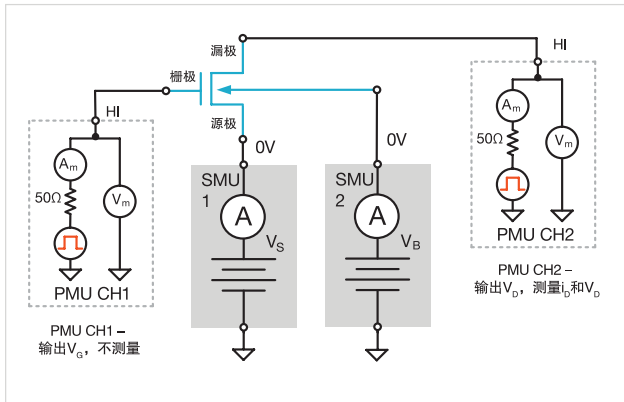 漏极
HI
栅极
HI
源极
0V
0V
50Ω
Am
Vm
PMU CH1
PMU CH1 –
输出VG，不测量
SMU
1
A
VS
SMU
2
A
VB
50Ω
Am
Vm
PMU CH2
PMU CH2 –
输出VD，测量iD和VD